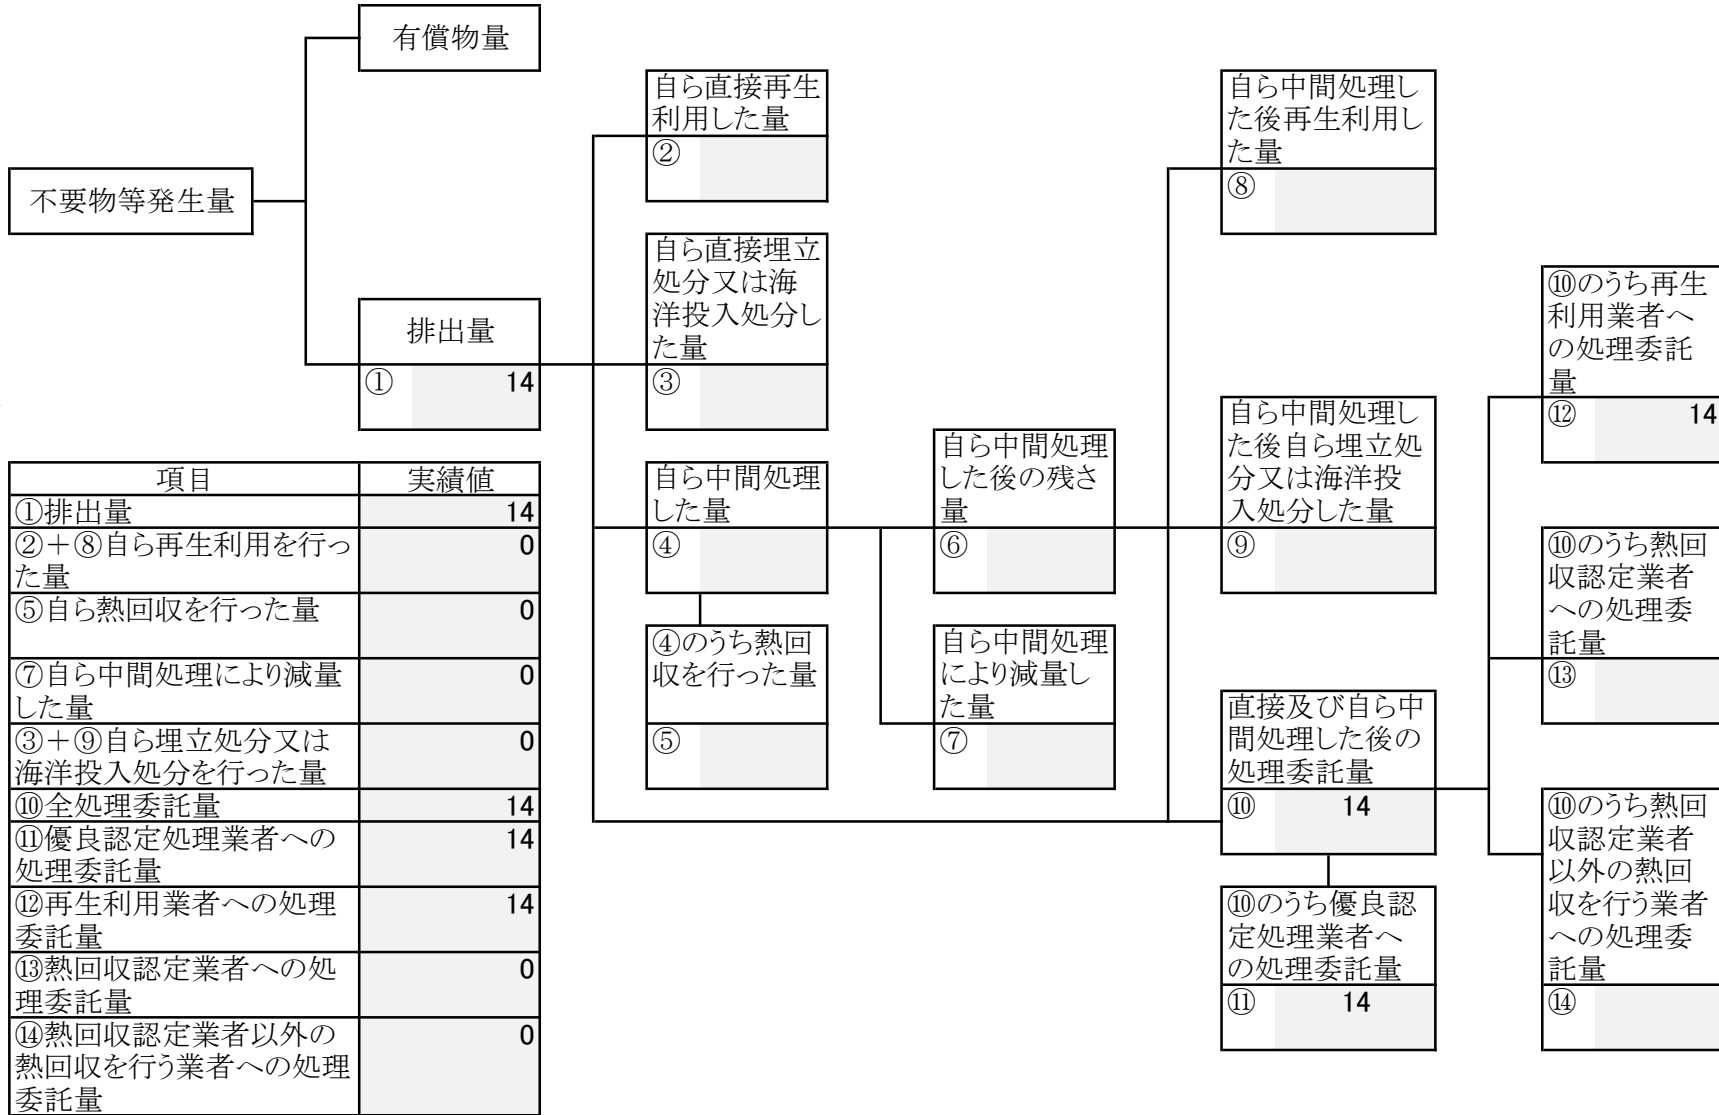 有償物量
不要物等発生量
排出量
① 14
自ら直接再生
利用した量
②
自ら直接埋立
処分又は海
洋投入処分し
た量
③
自ら中間処理
した量
④
④のうち熱回
収を行った量
⑤
自ら中間処理
した後の残さ
量
⑥
自ら中間処理
により減量し
た量
⑦
自ら中間処理し
た後再生利用し
た量
⑧
自ら中間処理し
た後自ら埋立処
分又は海洋投
入処分した量
⑨
直接及び自ら中
間処理した後の
処理委託量
⑩ 14
⑩のうち優良認
定処理業者へ
の処理委託量
⑪ 14
⑩のうち再生
利用業者へ
の処理委託
量
⑫ 14
⑩のうち熱回
収認定業者
への処理委
託量
⑬
⑩のうち熱回
収認定業者
以外の熱回
収を行う業者
への処理委
託量
⑭
項目 実績値
①排出量 14
②＋⑧自ら再生利用を行っ 0
た量
⑤自ら熱回収を行った量 0
⑦自ら中間処理により減量 0
した量
③＋⑨自ら埋立処分又は 0
海洋投入処分を行った量
⑩全処理委託量 14
⑪優良認定処理業者への 14
処理委託量
⑫再生利用業者への処理 14
委託量
⑬熱回収認定業者への処 0
理委託量
⑭熱回収認定業者以外の 0
熱回収を行う業者への処理
委託量